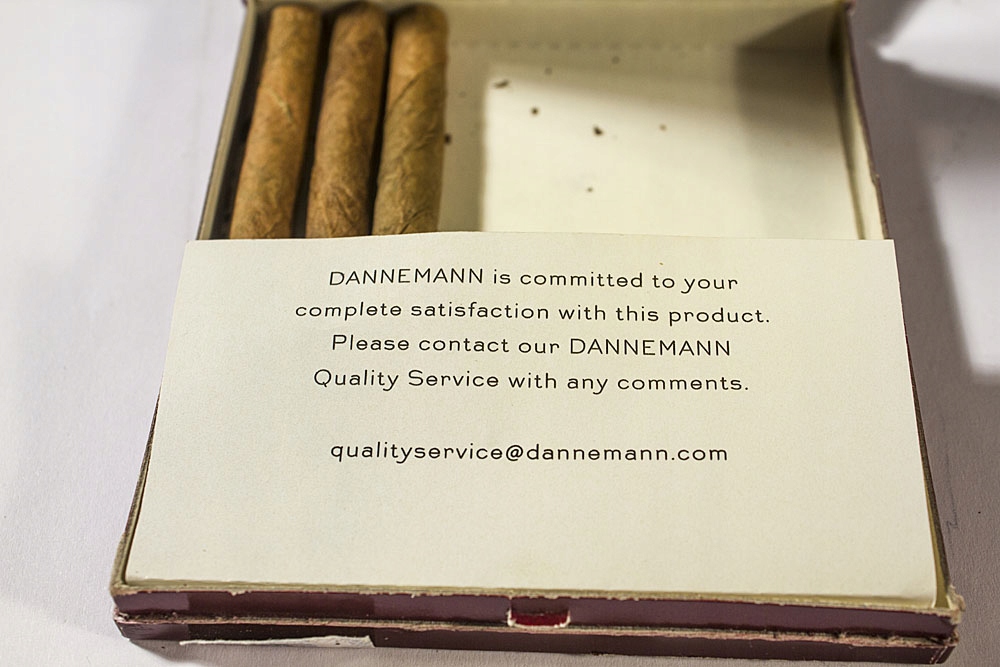 DANNEMANN is committed to your
complete satisfaction with this product.
Please contact our DANNEMANN
Quality Service with any comments.
qualityservice@dannemann.com